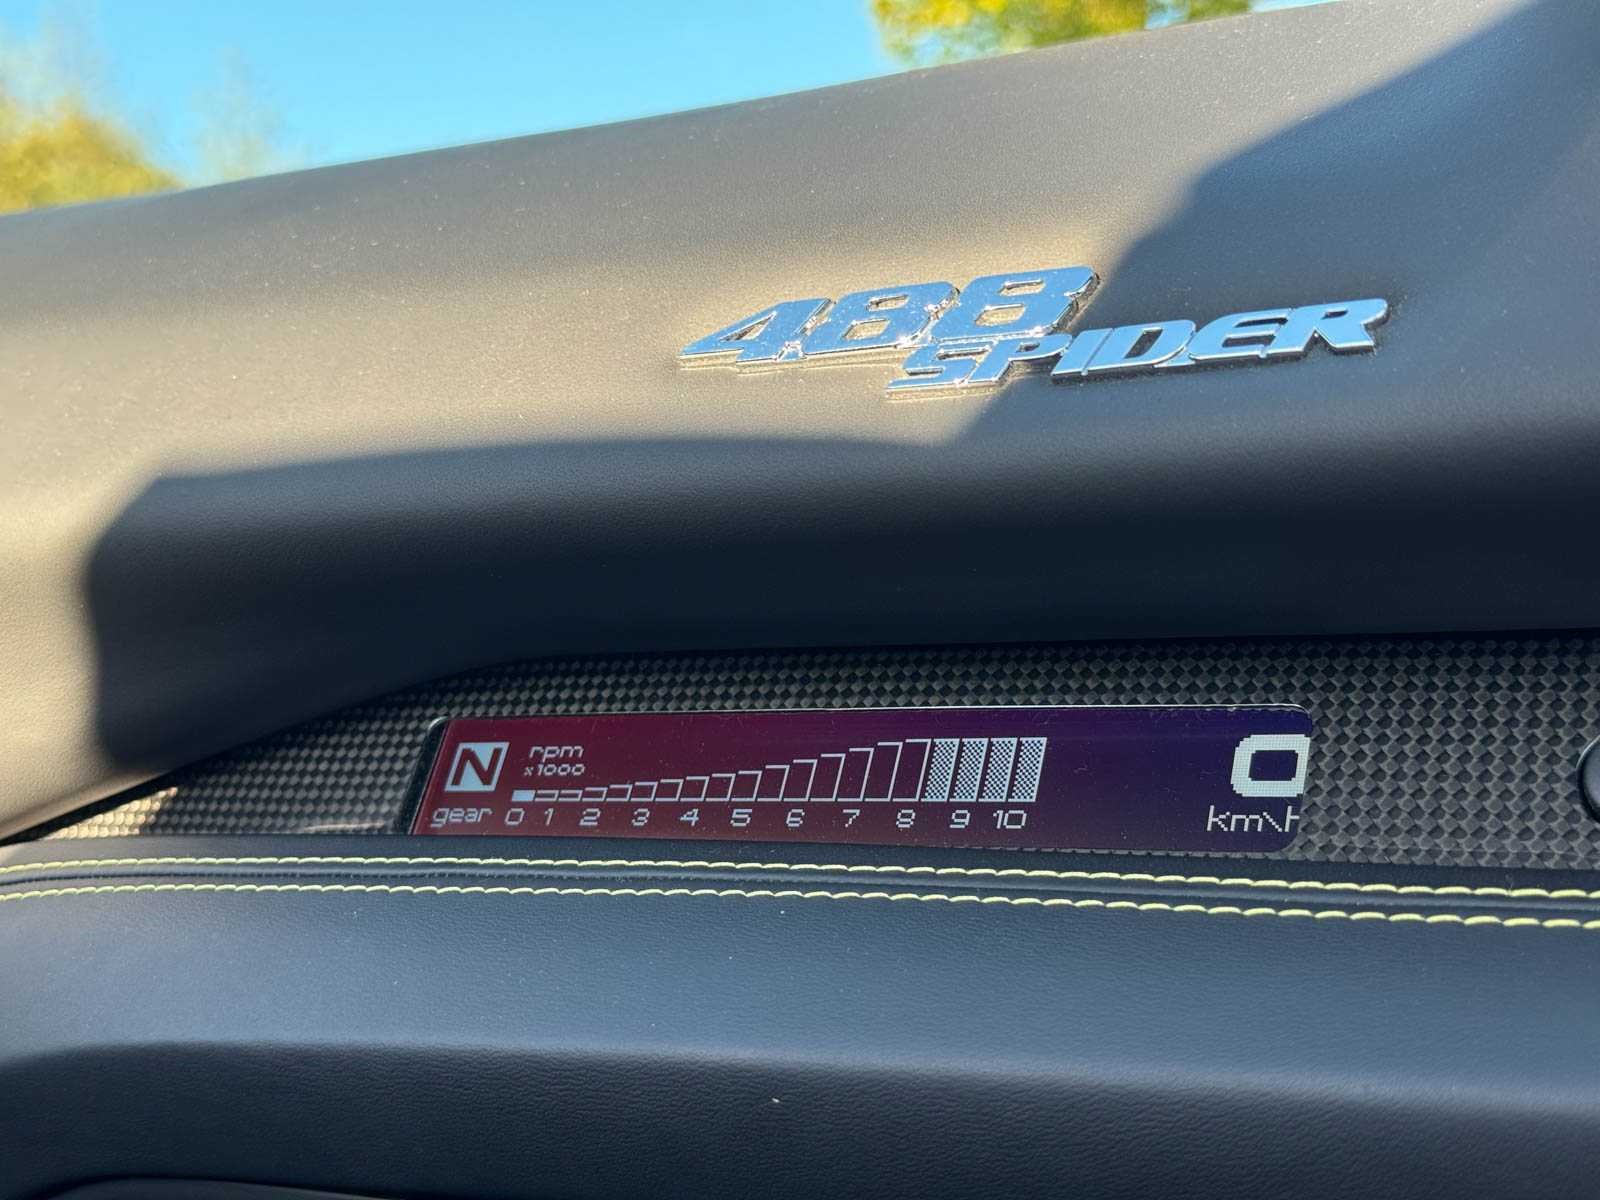 488
SPIDER
N
rpm
x1000
gear 0 1 2 3 4 5 6 7 8 9 10
0
km\h